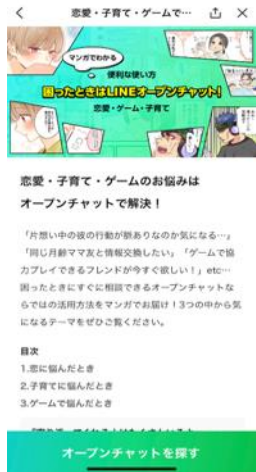 恋愛・子育て・ゲームで…
マンガでわかる
便利な使い方
困ったときはLINEオープンチャット!
恋愛・ゲーム・子育て
恋愛・子育て・ゲームのお悩みは
オープンチャットで解決！
「片想い中の彼の行動が脈ありなのか気になる…」
「同じ月齢ママ友と情報交換したい」「ゲームで協
力プレイできるフレンドが今すぐ欲しい！」etc…
困ったときにすぐに相談できるオープンチャットな
らではの活用方法をマンガでお届け！3つの中から気
になるテーマをぜひご覧ください。
目次
1.恋に悩んだとき
2.子育てに悩んだとき
3.ゲームで悩んだとき
オープンチャットを探す